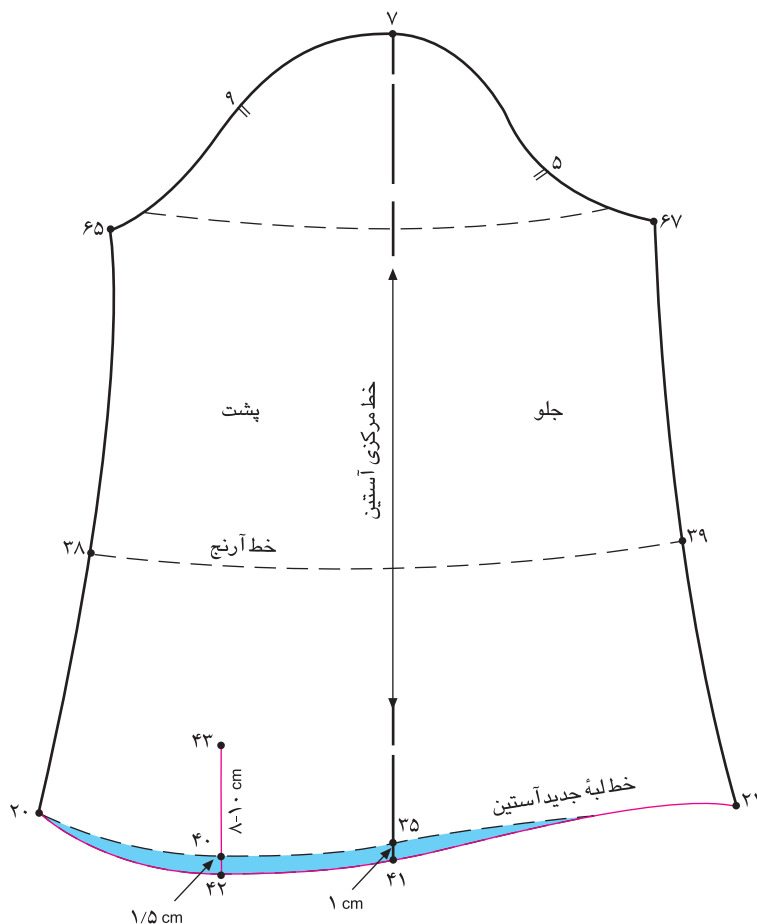 ۷
۹
۵
۶۵
۶۷
پشت
جلو
خط مرکزی آستین
۳۸
خط آرنج
۳۹
۴۳
۸-۱۰ cm
۲۰
خط لبهٔ جدید آستین
۴۰
۳۵
۴۲
۴۱
۱/۵ cm
۱ cm